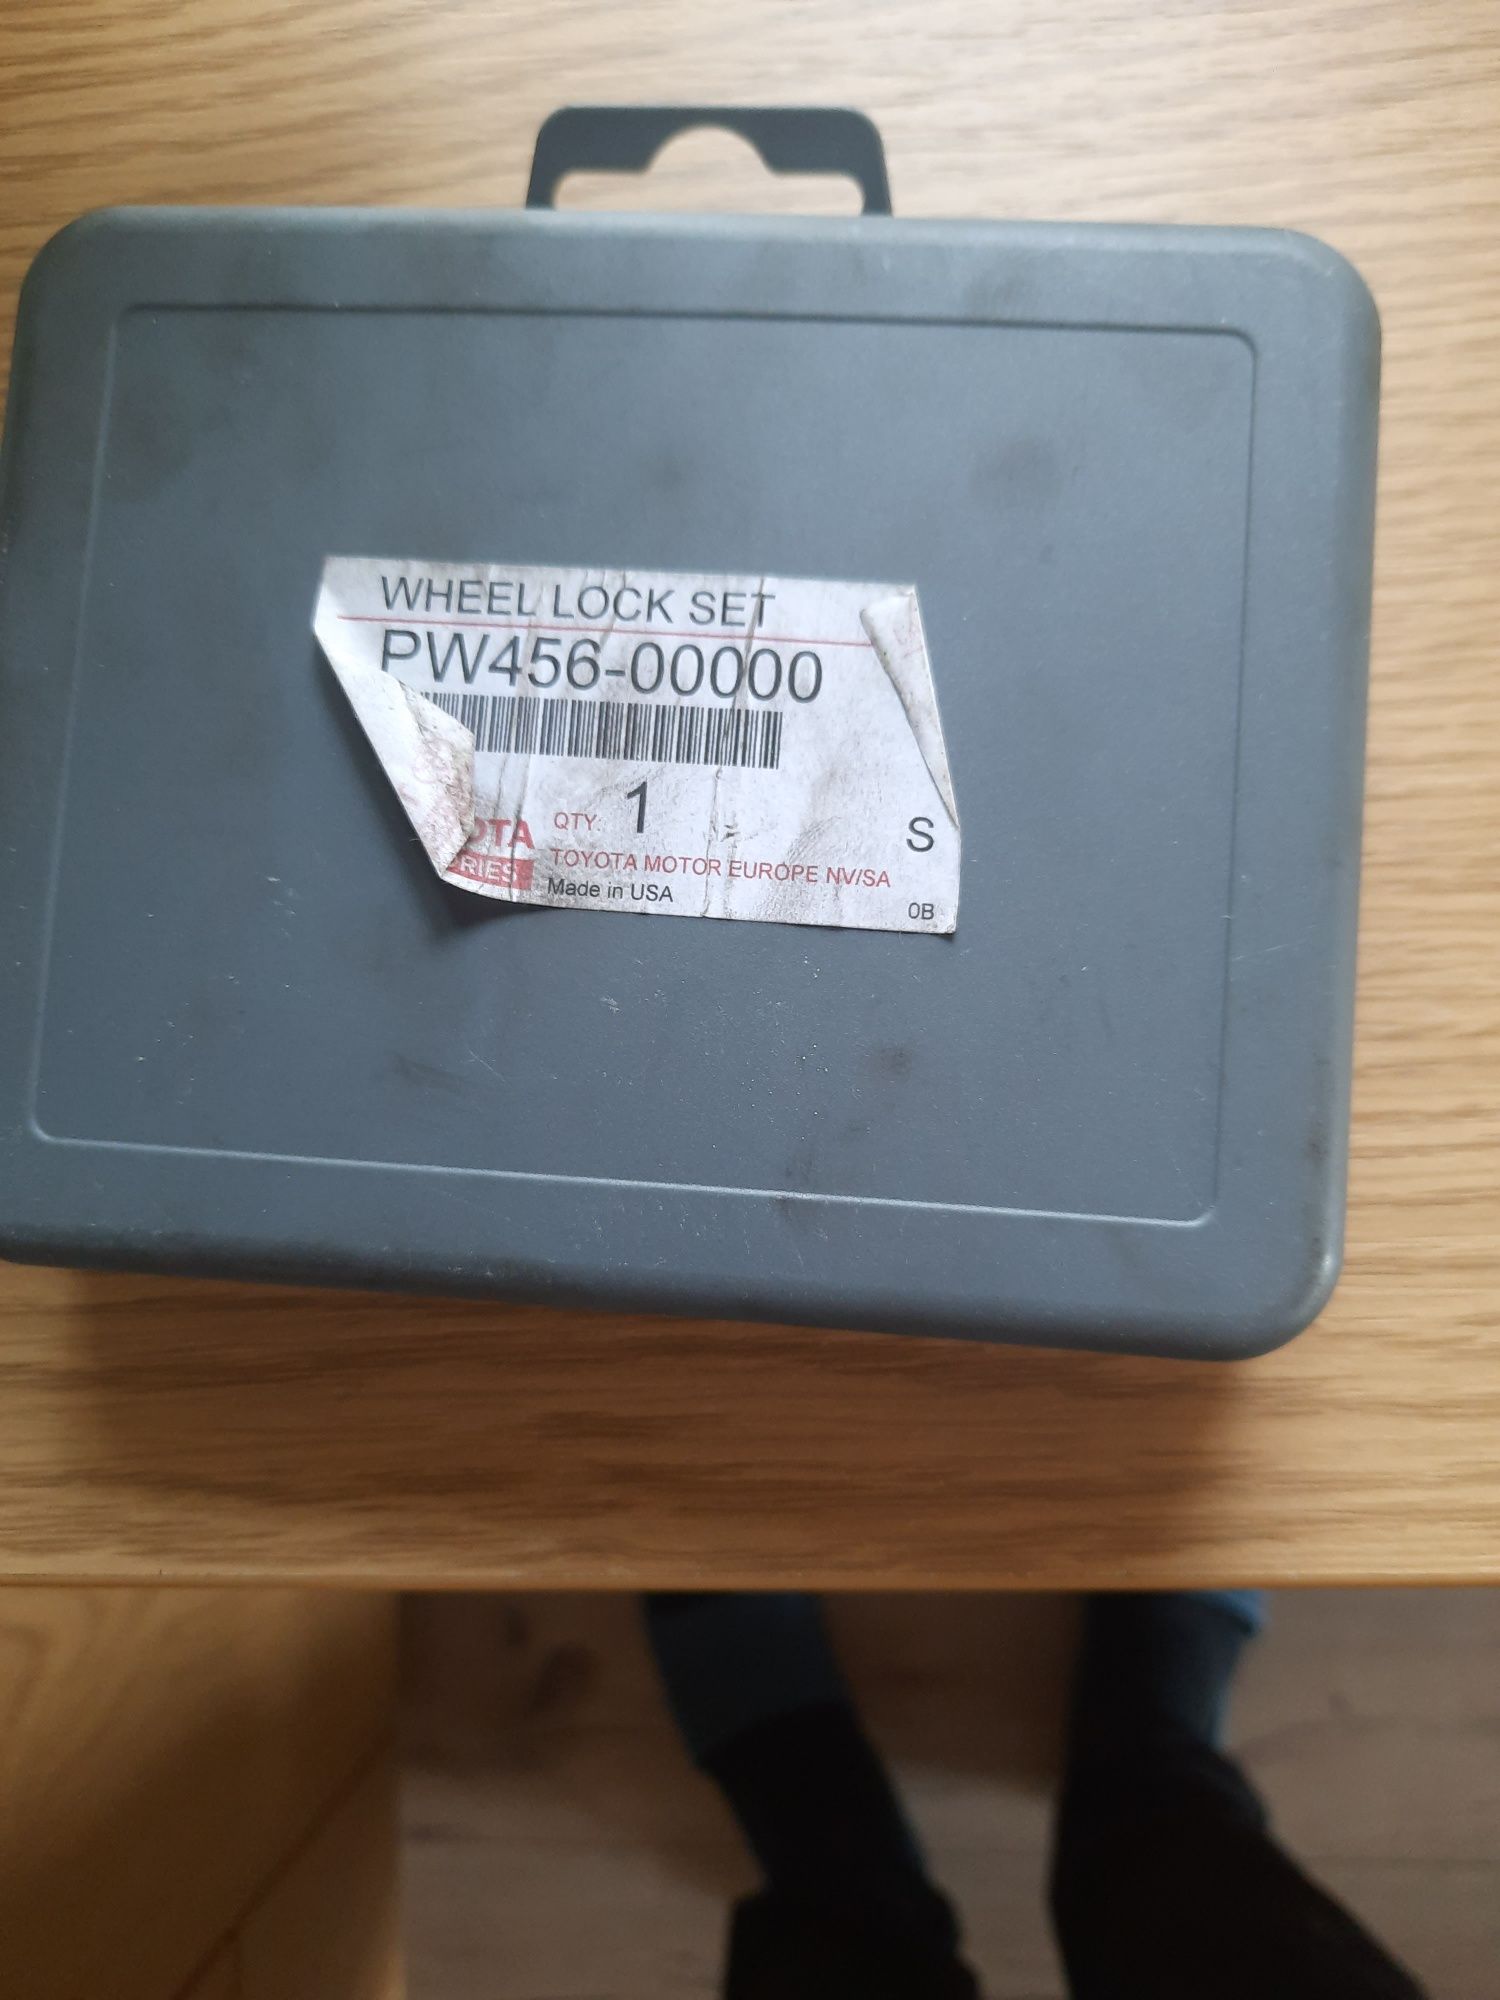 WHEEL LOCK SET
PW456-00000
QTY: 1
S
TOYOTA MOTOR EUROPE NV/SA
Made in USA
0B